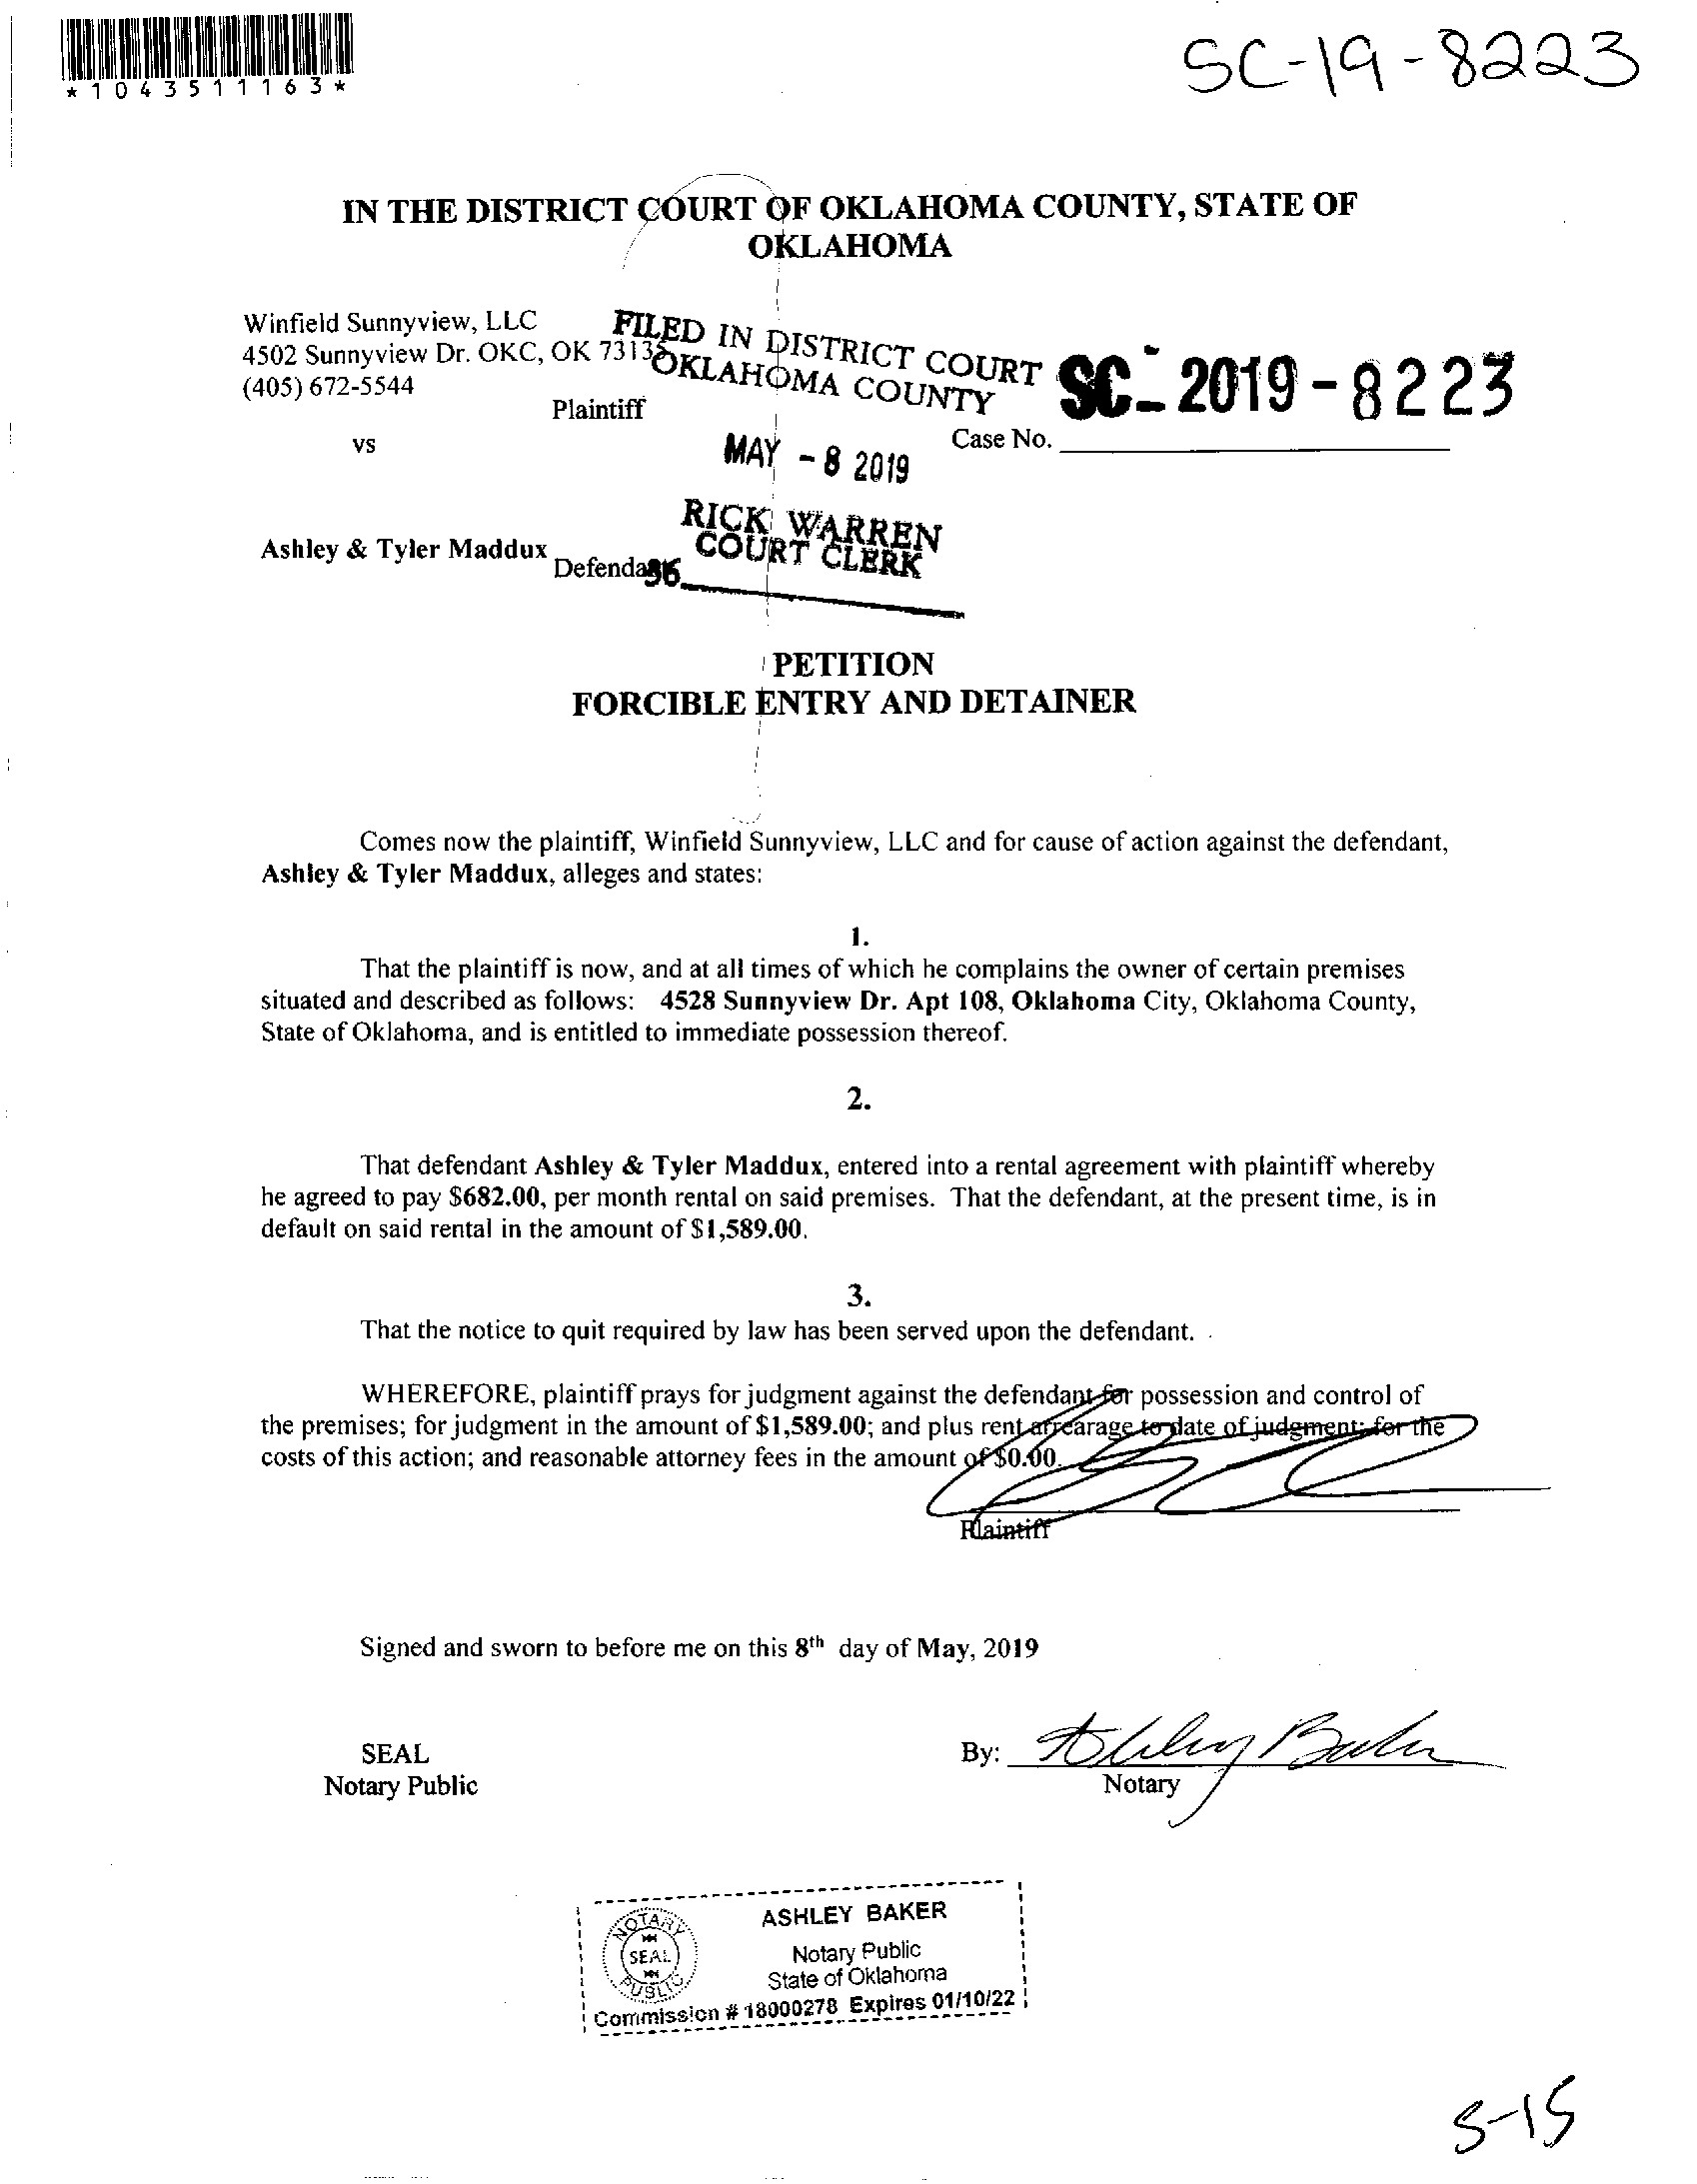 *1043511163*
SC-19-8223
IN THE DISTRICT COURT OF OKLAHOMA COUNTY, STATE OF
OKLAHOMA
Winfield Sunnyview, LLC
4502 Sunnyview Dr. OKC, OK 73135
(405) 672-5544
Plaintiff
vs
FILED IN DISTRICT COURT
OKLAHOMA COUNTY
MAY - 8 2019
RICK WARREN
COURT CLERK
36
SC-2019-8223
Case No.
Ashley & Tyler Maddux
Defendant
PETITION
FORCIBLE ENTRY AND DETAINER
Comes now the plaintiff, Winfield Sunnyview, LLC and for cause of action against the defendant,
Ashley & Tyler Maddux, alleges and states:
1.
That the plaintiff is now, and at all times of which he complains the owner of certain premises
situated and described as follows: 4528 Sunnyview Dr. Apt 108, Oklahoma City, Oklahoma County,
State of Oklahoma, and is entitled to immediate possession thereof.
2.
That defendant Ashley & Tyler Maddux, entered into a rental agreement with plaintiff whereby
he agreed to pay $682.00, per month rental on said premises. That the defendant, at the present time, is in
default on said rental in the amount of $1,589.00.
3.
That the notice to quit required by law has been served upon the defendant.
WHEREFORE, plaintiff prays for judgment against the defendant for possession and control of
the premises; for judgment in the amount of $1,589.00; and plus rent arrearage to date of judgment; for the
costs of this action; and reasonable attorney fees in the amount of $0.00.
Plaintiff
Signed and sworn to before me on this 8th day of May, 2019
SEAL
Notary Public
By: Ashley Baker
Notary
NOTARY
SEAL
PUBLIC
ASHLEY BAKER
Notary Public
State of Oklahoma
Commission # 18000278 Expires 01/10/22
5-15